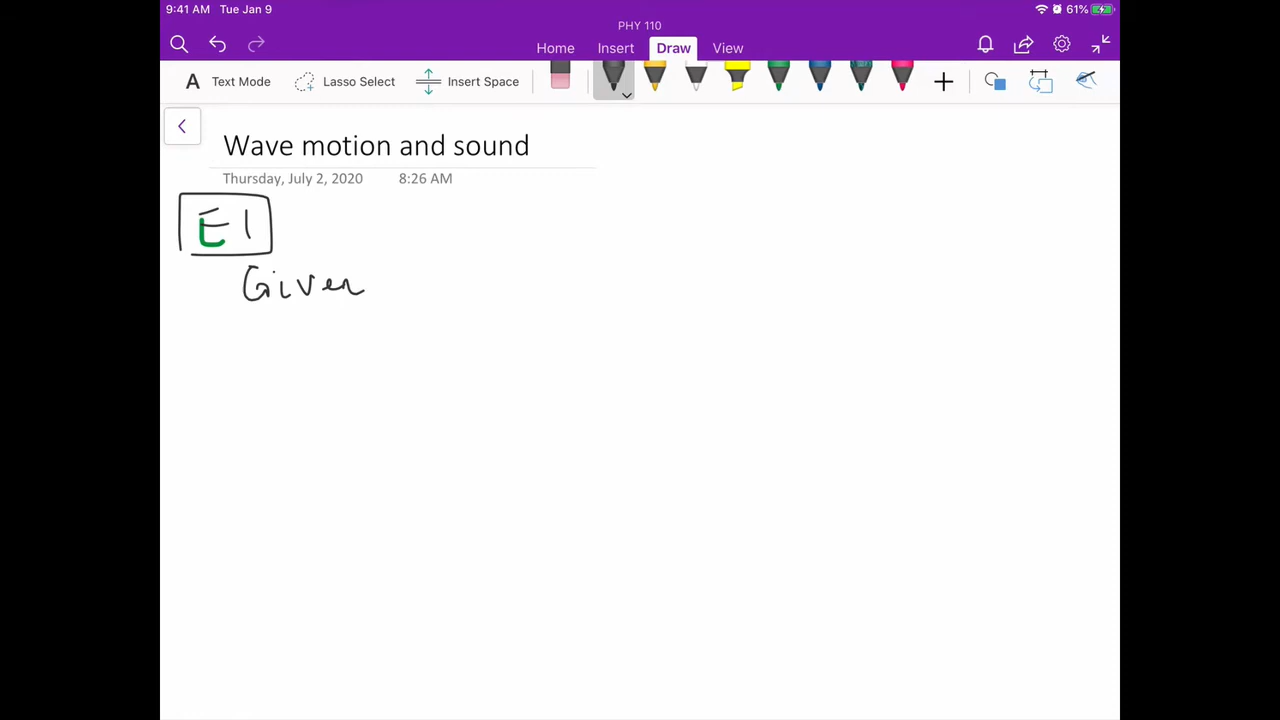 9:41 AM Tue Jan 9 61%
PHY 110
Home Insert Draw View
A Text Mode Lasso Select Insert Space
Wave motion and sound
Thursday, July 2, 2020 8:26 AM
E1
Given